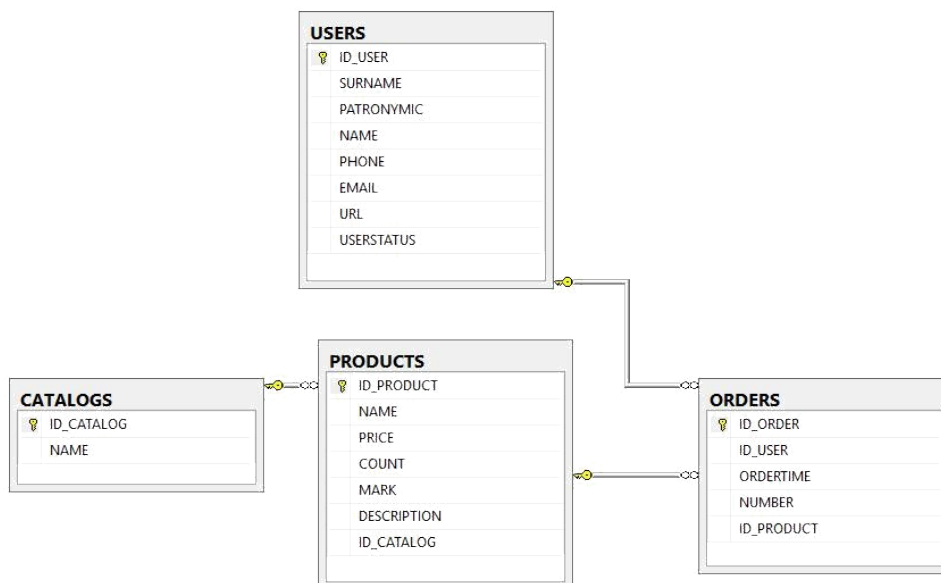 USERS
ID_USER
SURNAME
PATRONYMIC
NAME
PHONE
EMAIL
URL
USERSTATUS
CATALOGS
ID_CATALOG
NAME
PRODUCTS
ID_PRODUCT
NAME
PRICE
COUNT
MARK
DESCRIPTION
ID_CATALOG
ORDERS
ID_ORDER
ID_USER
ORDERTIME
NUMBER
ID_PRODUCT